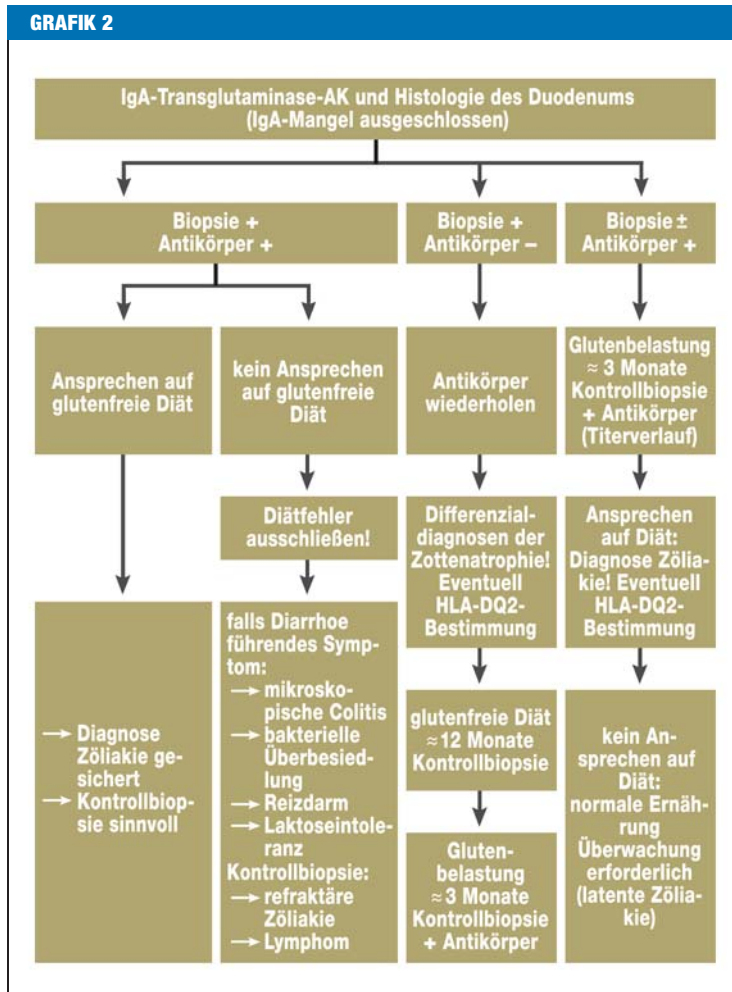 GRAFIK 2
IgA-Transglutaminase-AK und Histologie des Duodenums
(IgA-Mangel ausgeschlossen)
Biopsie +
Antikörper +
Biopsie +
Antikörper –
Biopsie ±
Antikörper +
Ansprechen auf
glutenfreie Diät
kein Ansprechen
auf glutenfreie
Diät
Antikörper
wiederholen
Glutenbelastung
≈ 3 Monate
Kontrollbiopsie
+ Antikörper
(Titerverlauf)
Diätfehler
ausschließen!
Differenzial-
diagnosen der
Zottenatrophie!
Eventuell
HLA-DQ2-
Bestimmung
Ansprechen
auf Diät:
Diagnose Zölia-
kie! Eventuell
HLA-DQ2-
Bestimmung
→ Diagnose
Zöliakie ge-
sichert
→ Kontrollbiop-
sie sinnvoll
falls Diarrhoe
führendes Symp-
tom:
→ mikrosko-
pische Colitis
→ bakterielle
Überbesied-
lung
→ Reizdarm
→ Laktoseintole-
ranz
Kontrollbiopsie:
→ refraktäre
Zöliakie
→ Lymphom
glutenfreie Diät
≈ 12 Monate
Kontrollbiopsie
Gluten-
belastung
≈ 3 Monate
Kontrollbiopsie
+ Antikörper
kein An-
sprechen auf
Diät:
normale Ernäh-
rung
Überwachung
erforderlich
(latente Zölia-
kie)